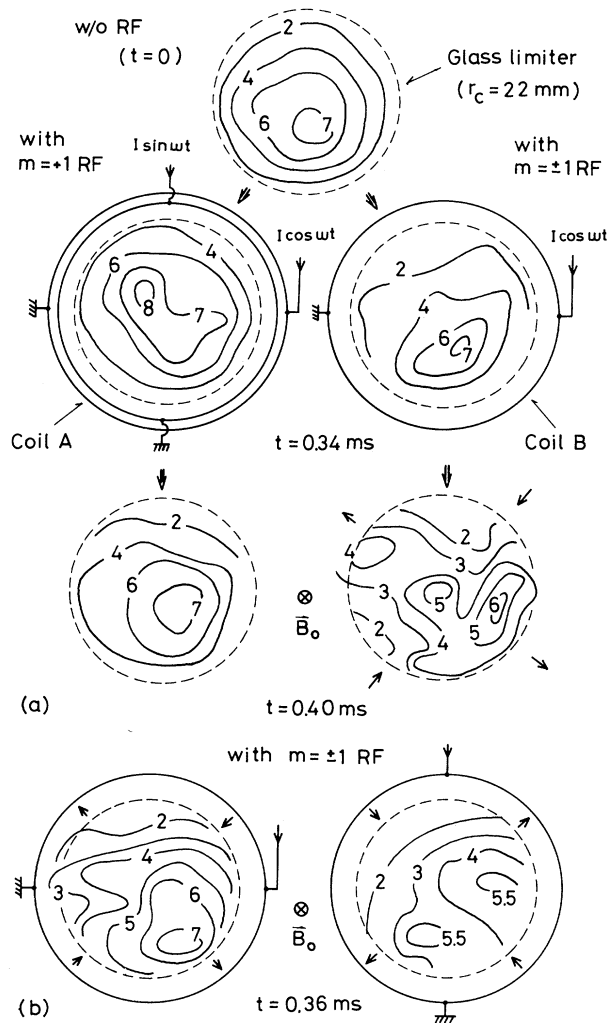 w/o RF
(t=0)
2
4
6
7
Glass limiter
(r_c=22 mm)
with
m=+1 RF
I sin ωt
with
m=±1 RF
I cos ωt
I cos ωt
4
6
8
7
2
4
6
7
Coil A
t=0.34 ms
Coil B
2
4
6
7
⊗
B⃗₀
2
3
4
3
5
6
5
4
2
(a)
t=0.40 ms
with m=±1 RF
2
4
3
6
5
7
⊗
B⃗₀
2
3
4
5.5
5.5
(b)
t=0.36 ms